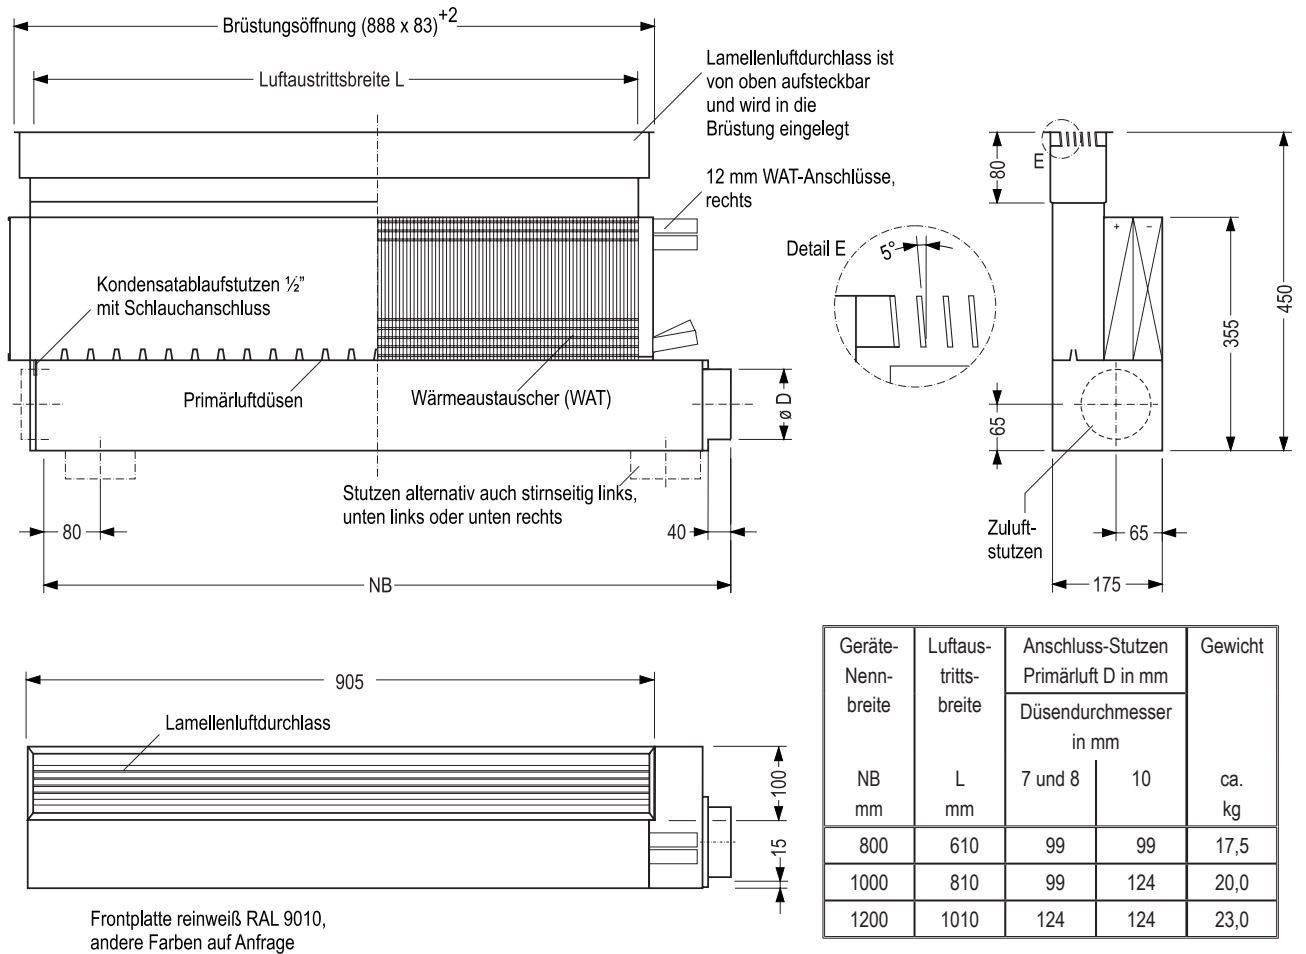 Brüstungsöffnung (888 x 83)+2
Luftaustrittsbreite L
Lamellenluftdurchlass ist
von oben aufsteckbar
und wird in die
Brüstung eingelegt
12 mm WAT-Anschlüsse,
rechts
Kondensatablaufstutzen ½”
mit Schlauchanschluss
Primärluftdüsen
Wärmeaustauscher (WAT)
ø D
Stutzen alternativ auch stirnseitig links,
unten links oder unten rechts
80
40
NB
Detail E
5°
80
E
+ −
355
450
65
Zuluft-
stutzen
65
175
905
Lamellenluftdurchlass
100
15
Frontplatte reinweiß RAL 9010,
andere Farben auf Anfrage
Geräte- Luftaus- Anschluss-Stutzen Gewicht
Nenn- tritts- Primärluft D in mm
breite breite Düsendurchmesser
in mm
NB L 7 und 8 10 ca.
mm mm kg
800 610 99 99 17,5
1000 810 99 124 20,0
1200 1010 124 124 23,0